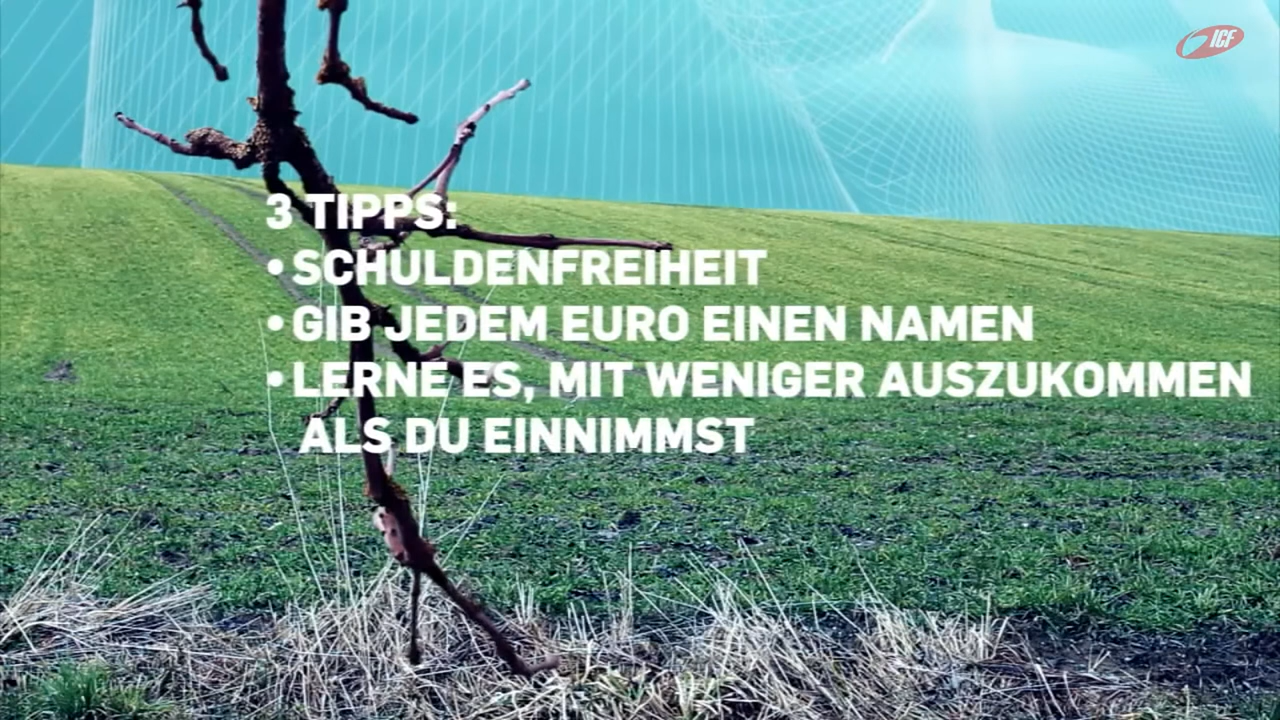 ICF
3 TIPPS:
• SCHULDENFREIHEIT
• GIB JEDEM EURO EINEN NAMEN
• LERNE ES, MIT WENIGER AUSZUKOMMEN
ALS DU EINNIMMST